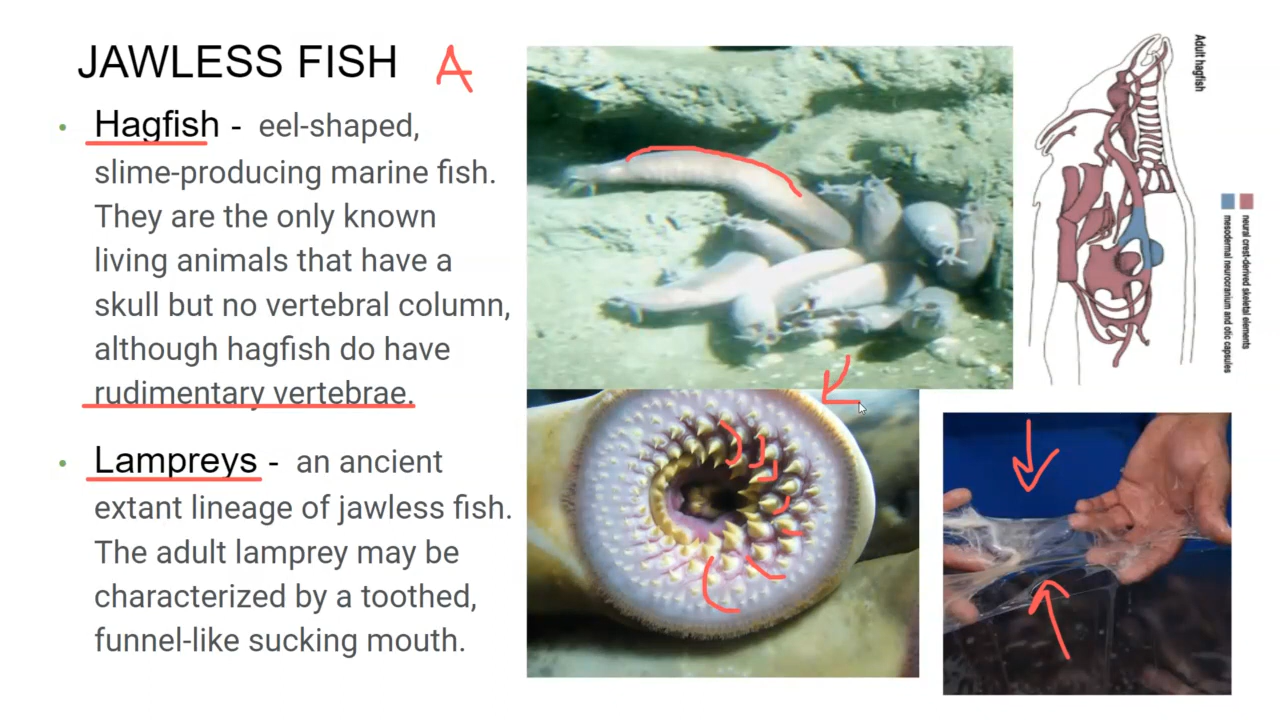 JAWLESS FISH A
• Hagfish - eel-shaped,
slime-producing marine fish.
They are the only known
living animals that have a
skull but no vertebral column,
although hagfish do have
rudimentary vertebrae.
• Lampreys - an ancient
extant lineage of jawless fish.
The adult lamprey may be
characterized by a toothed,
funnel-like sucking mouth.
Adult hagfish
neural crest-derived skeletal elements
mesodermal neurocranium and otic capsules